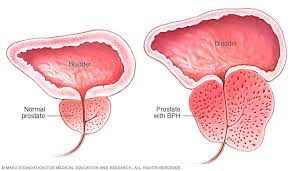 Bladder
Normal
prostate
Bladder
Prostate
with BPH
© MAYO FOUNDATION FOR MEDICAL EDUCATION AND RESEARCH. ALL RIGHTS RESERVED.